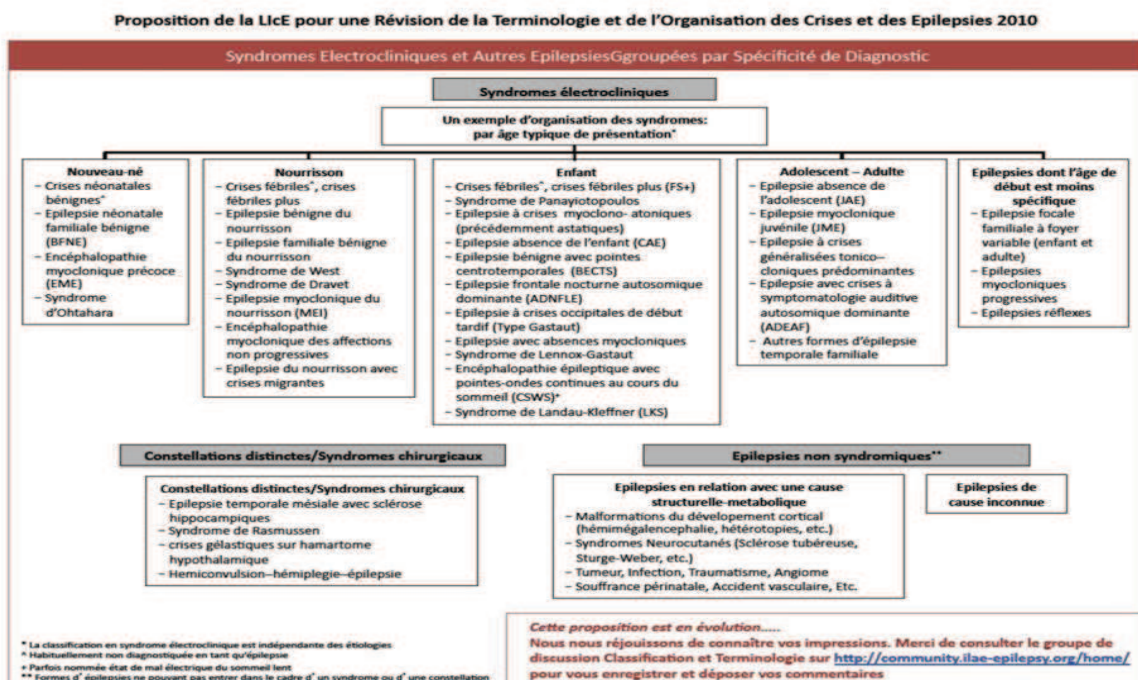 Proposition de la LIcE pour une Révision de la Terminologie et de l'Organisation des Crises et des Epilepsies 2010
Syndromes Electrocliniques et Autres EpilepsiesGgroupées par Spécificité de Diagnostic
Syndromes électrocliniques
Un exemple d'organisation des syndromes:
par âge typique de présentation*
Nouveau-né
– Crises néonatales
bénignes^
– Epilepsie néonatale
familiale bénigne
(BFNE)
– Encéphalopathie
myoclonique précoce
(EME)
– Syndrome
d'Ohtahara
Nourrisson
– Crises fébriles^, crises
fébriles plus
– Epilepsie bénigne du
nourrisson
– Epilepsie familiale bénigne
du nourrisson
– Syndrome de West
– Syndrome de Dravet
– Epilepsie myoclonique du
nourrisson (MEI)
– Encéphalopathie
myoclonique des affections
non progressives
– Epilepsie du nourrisson avec
crises migrantes
Enfant
– Crises fébriles^, crises fébriles plus (FS+)
– Syndrome de Panayiotopoulos
– Epilepsie à crises myoclono- atoniques
(précédemment astatiques)
– Epilepsie absence de l'enfant (CAE)
– Epilepsie bénigne avec pointes
centrotemporales (BECTS)
– Epilepsie frontale nocturne autosomique
dominante (ADNFLE)
– Epilepsie à crises occipitales de début
tardif (Type Gastaut)
– Epilepsie avec absences myocloniques
– Syndrome de Lennox-Gastaut
– Encéphalopathie épileptique avec
pointes-ondes continues au cours du
sommeil (CSWS)+
– Syndrome de Landau-Kleffner (LKS)
Adolescent – Adulte
– Epilepsie absence de
l'adolescent (JAE)
– Epilepsie myoclonique
juvénile (JME)
– Epilepsie à crises
généralisées tonico–
cloniques prédominantes
– Epilepsie avec crises à
symptomatologie auditive
autosomique dominante
(ADEAF)
– Autres formes d'épilepsie
temporale familiale
Epilepsies dont l'âge de
début est moins
spécifique
– Epilepsie focale
familiale à foyer
variable (enfant et
adulte)
– Epilepsies
myocloniques
progressives
– Epilepsies réflexes
Constellations distinctes/Syndromes chirurgicaux
Constellations distinctes/Syndromes chirurgicaux
– Epilepsie temporale mésiale avec sclérose
hippocampiques
– Syndrome de Rasmussen
– crises gélastiques sur hamartome
hypothalamique
– Hemiconvulsion–hémiplegie–épilepsie
Epilepsies non syndromiques**
Epilepsies en relation avec une cause
structurelle-metabolique
– Malformations du dévelopement cortical
(hémimégalencephalie, hétérotopies, etc.)
– Syndromes Neurocutanés (Sclérose tubéreuse,
Sturge-Weber, etc.)
– Tumeur, Infection, Traumatisme, Angiome
– Souffrance périnatale, Accident vasculaire, Etc.
Epilepsies de
cause inconnue
* La classification en syndrome électroclinique est indépendante des étiologies
^ Habituellement non diagnostiquée en tant qu'épilepsie
+ Parfois nommée état de mal électrique du sommeil lent
** Formes d' épilepsies ne pouvant pas entrer dans le cadre d' un syndrome ou d' une constellation
Cette proposition est en évolution.....
Nous nous réjouissons de connaître vos impressions. Merci de consulter le groupe de
discussion Classification et Terminologie sur http://community.ilae-epilepsy.org/home/
pour vous enregistrer et déposer vos commentaires